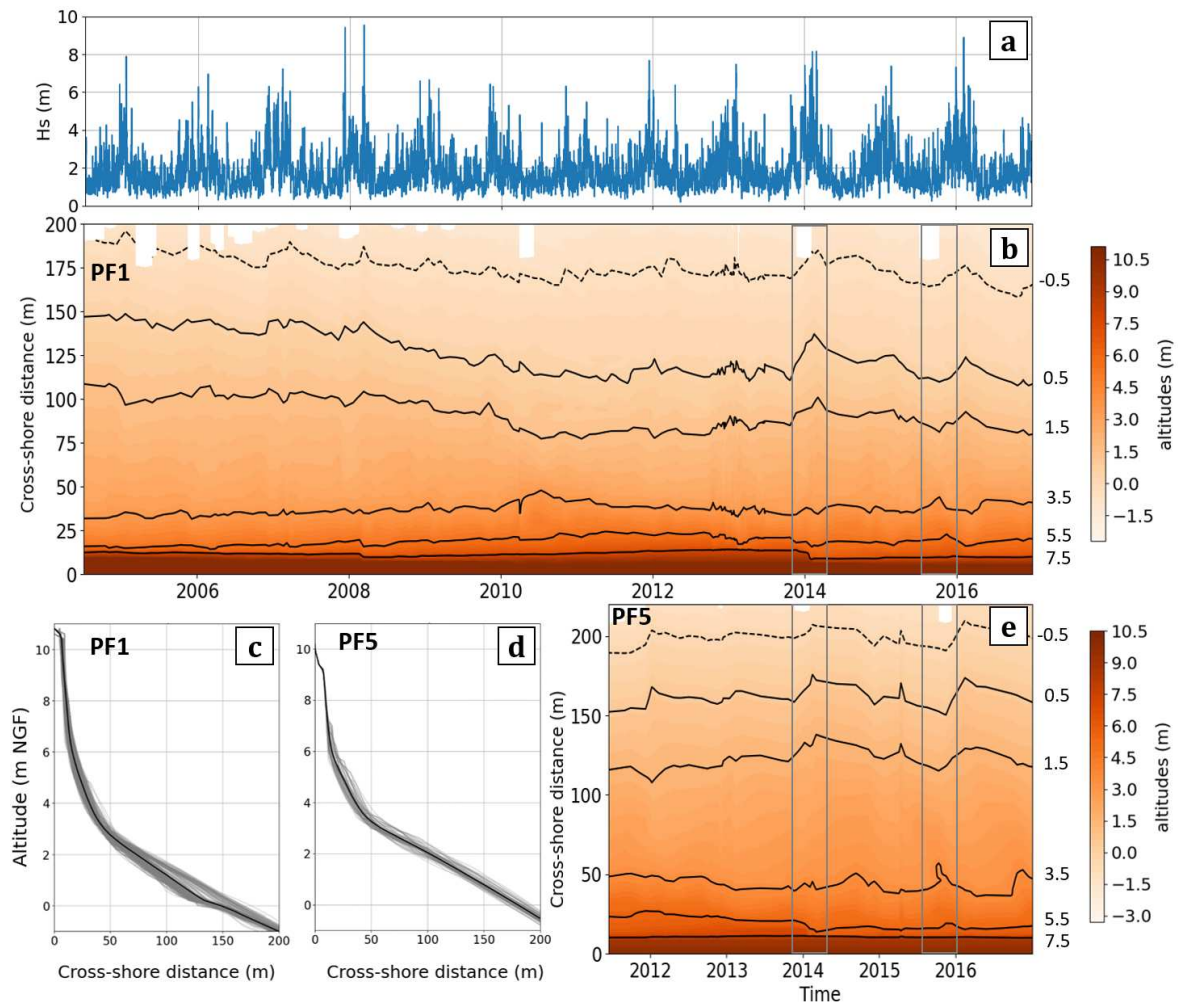 10
8
6
4
2
0
Hs (m)
a
200
175
150
125
100
75
50
25
0
Cross-shore distance (m)
PF1
b
-0.5
0.5
1.5
3.5
5.5
7.5
2006 2008 2010 2012 2014 2016
10.5
9.0
7.5
6.0
4.5
3.0
1.5
0.0
−1.5
altitudes (m)
PF1
c
10
8
6
4
2
0
Altitude (m NGF)
0 50 100 150 200
Cross-shore distance (m)
PF5
d
10
8
6
4
2
0
0 50 100 150 200
Cross-shore distance (m)
PF5
e
200
150
100
50
0
Cross-shore distance (m)
-0.5
0.5
1.5
3.5
5.5
7.5
2012 2013 2014 2015 2016
Time
10.5
9.0
7.5
6.0
4.5
3.0
1.5
0.0
−1.5
−3.0
altitudes (m)